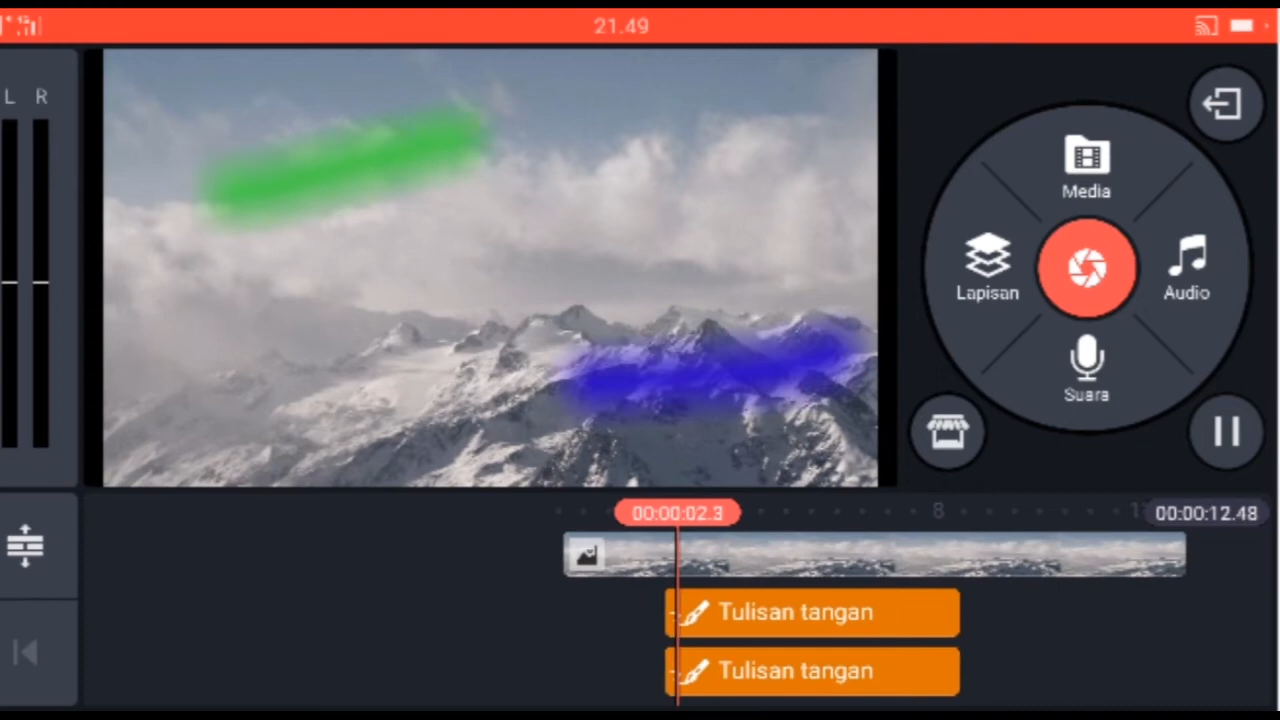 21.49
L R
Media
Lapisan
Audio
Suara
00:00:02.3
8
00:00:12.48
Tulisan tangan
Tulisan tangan